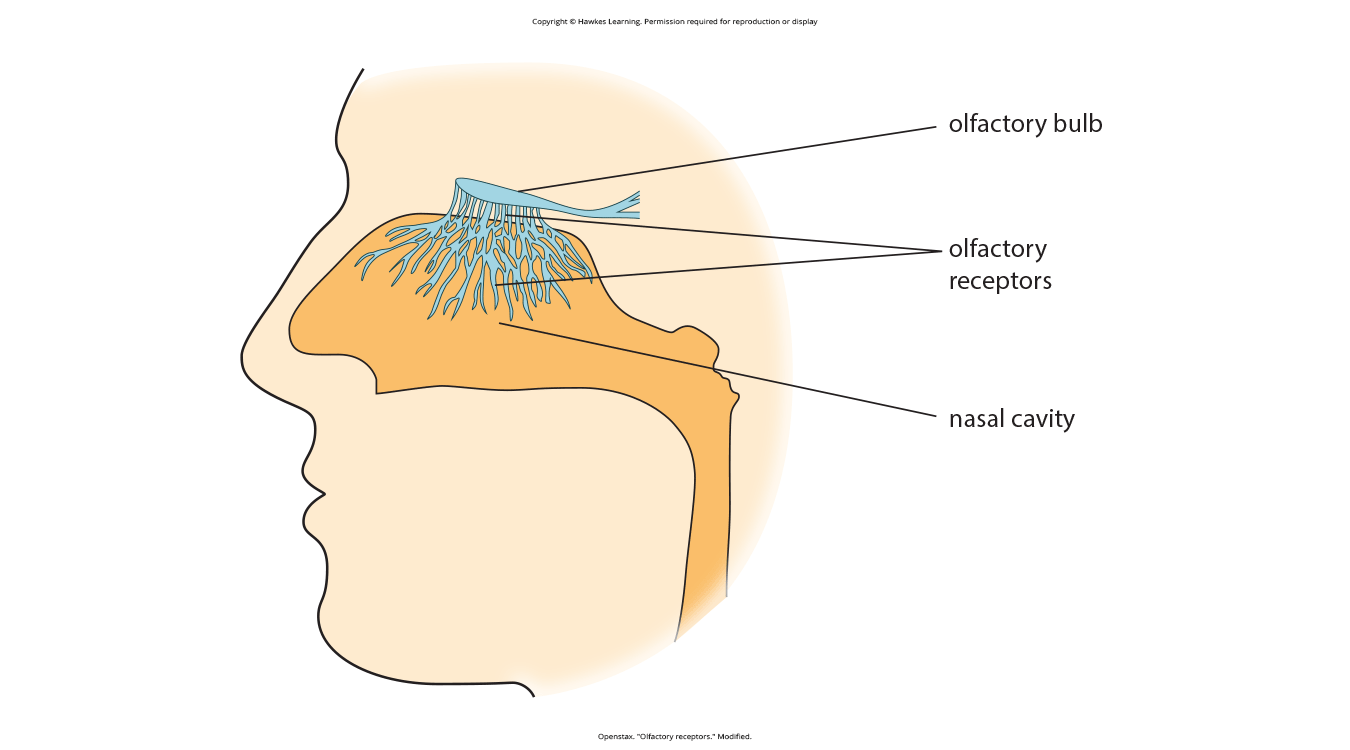 Copyright © Hawkes Learning. Permission required for reproduction or display
olfactory bulb
olfactory
receptors
nasal cavity
Openstax. "Olfactory receptors." Modified.